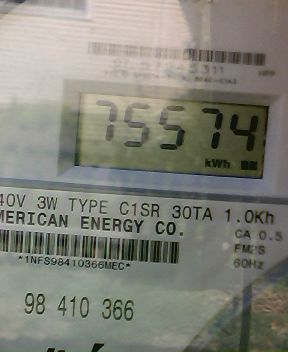 75574
kWh
40V 3W TYPE C1SR 30TA 1.0Kh
MERICAN ENERGY CO.
CA 0.5
FM2S
60Hz
*1NFS98410366MEC*
98 410 366